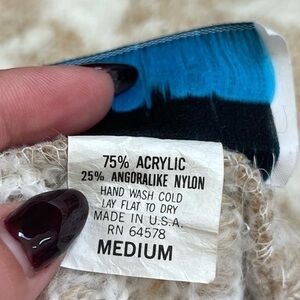 75% ACRYLIC
25% ANGORALIKE NYLON
HAND WASH COLD
LAY FLAT TO DRY
MADE IN U.S.A.
RN 64578
MEDIUM